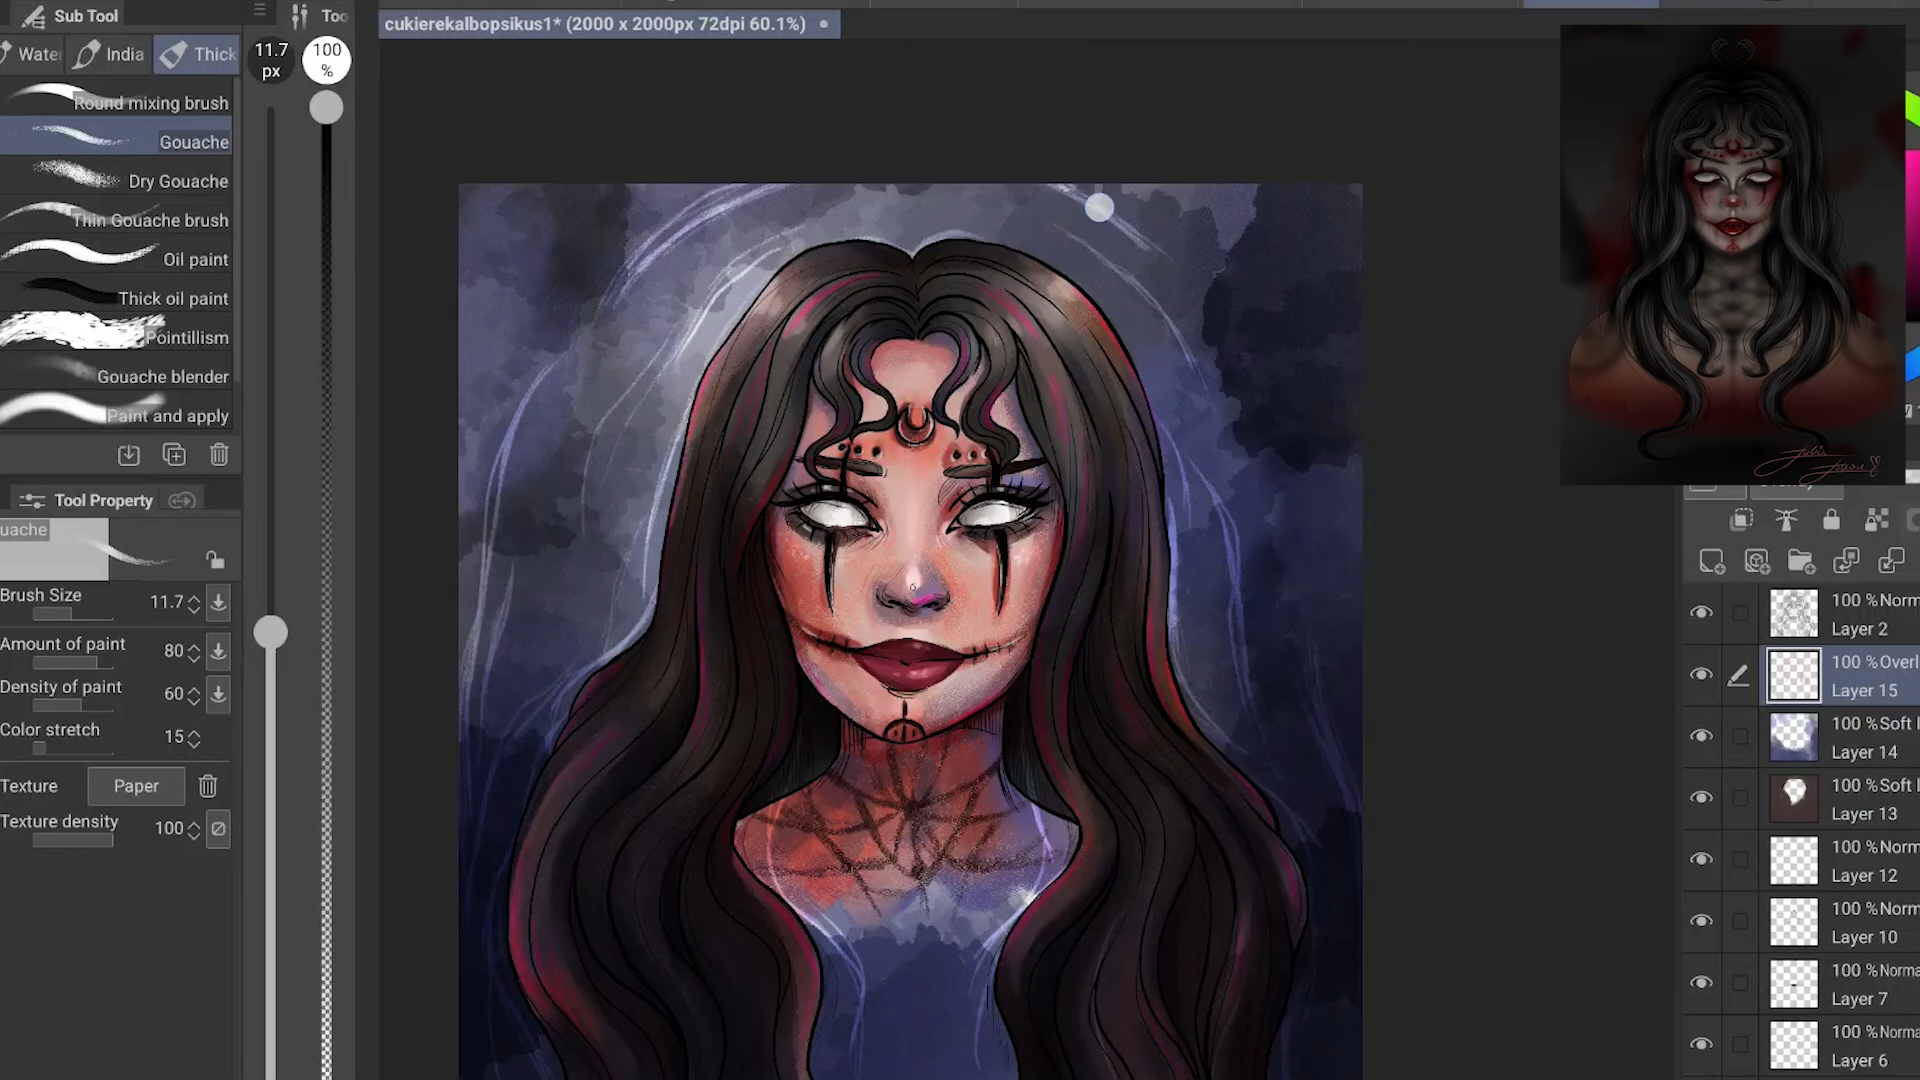 Sub Tool
Too
cukierekalbopsikus1* (2000 x 2000px 72dpi 60.1%)
Wate
India
Thick
11.7
px
100
%
Round mixing brush
Gouache
Dry Gouache
Thin Gouache brush
Oil paint
Thick oil paint
Pointillism
Gouache blender
Paint and apply
Tool Property
uache
Brush Size 11.7
Amount of paint 80
Density of paint 60
Color stretch 15
Texture Paper
Texture density 100
100 %Norm
Layer 2
100 %Overl
Layer 15
100 %Soft l
Layer 14
100 %Soft l
Layer 13
100 %Norm
Layer 12
100 %Norm
Layer 10
100 %Norma
Layer 7
100 %Norma
Layer 6